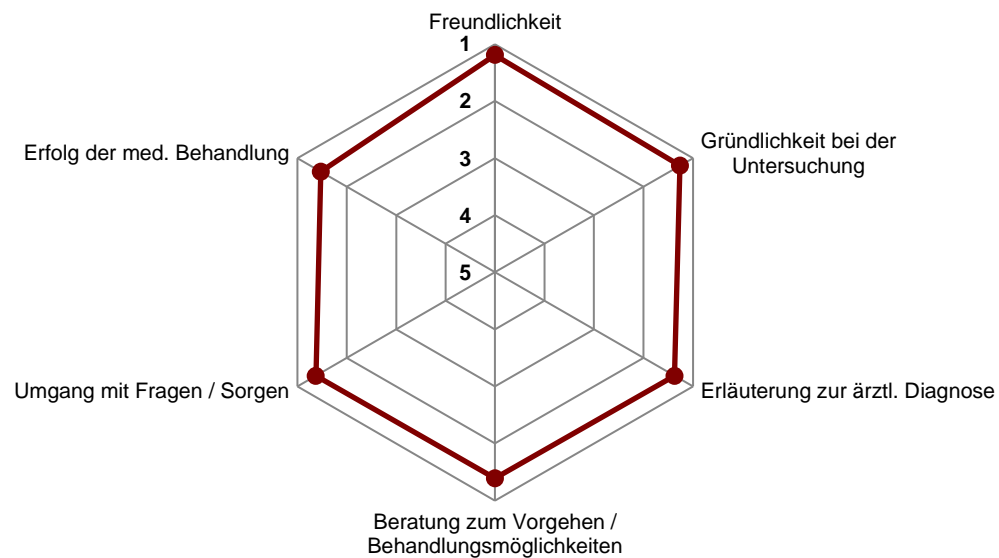 Freundlichkeit
1
2
3
4
5
Gründlichkeit bei der
Untersuchung
Erläuterung zur ärztl. Diagnose
Beratung zum Vorgehen /
Behandlungsmöglichkeiten
Umgang mit Fragen / Sorgen
Erfolg der med. Behandlung